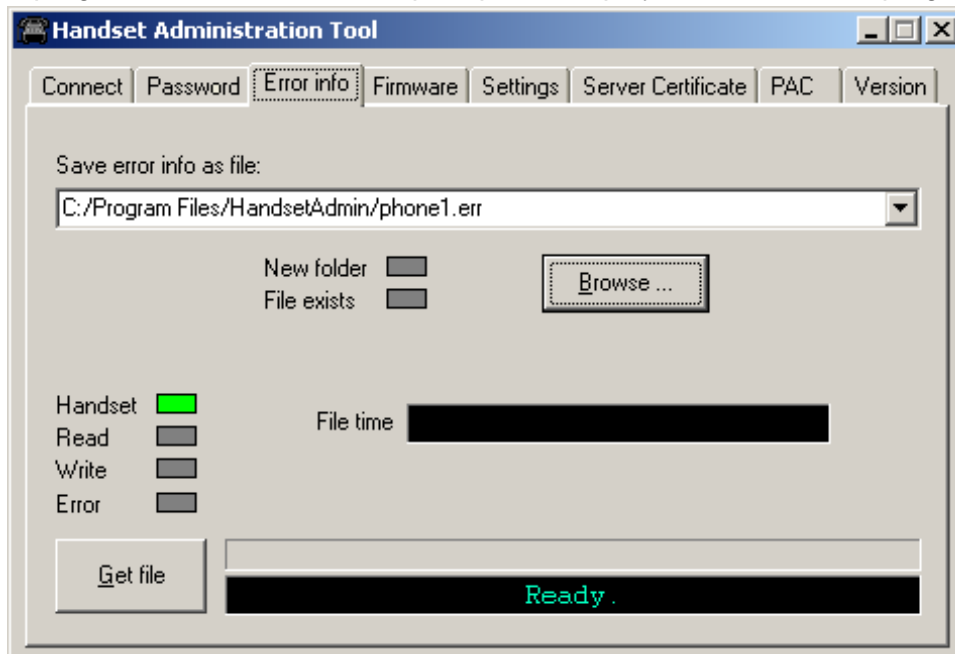 Handset Administration Tool
Connect Password Error info Firmware Settings Server Certificate PAC Version
Save error info as file:
C:/Program Files/HandsetAdmin/phone1.err
New folder
File exists
Browse ...
Handset
Read
Write
Error
File time
Get file
Ready.